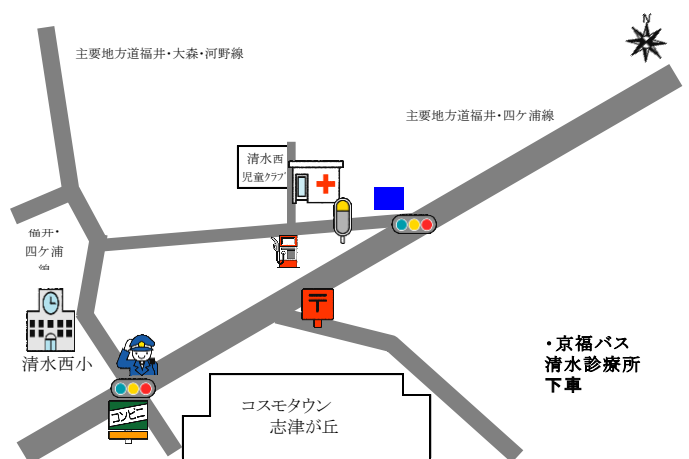 N
主要地方道福井・大森・河野線
主要地方道福井・四ケ浦線
清水西
児童クラブ
福井・
四ケ浦
線
清水西小
コンビニ
コスモタウン
志津が丘
・京福バス
清水診療所
下車